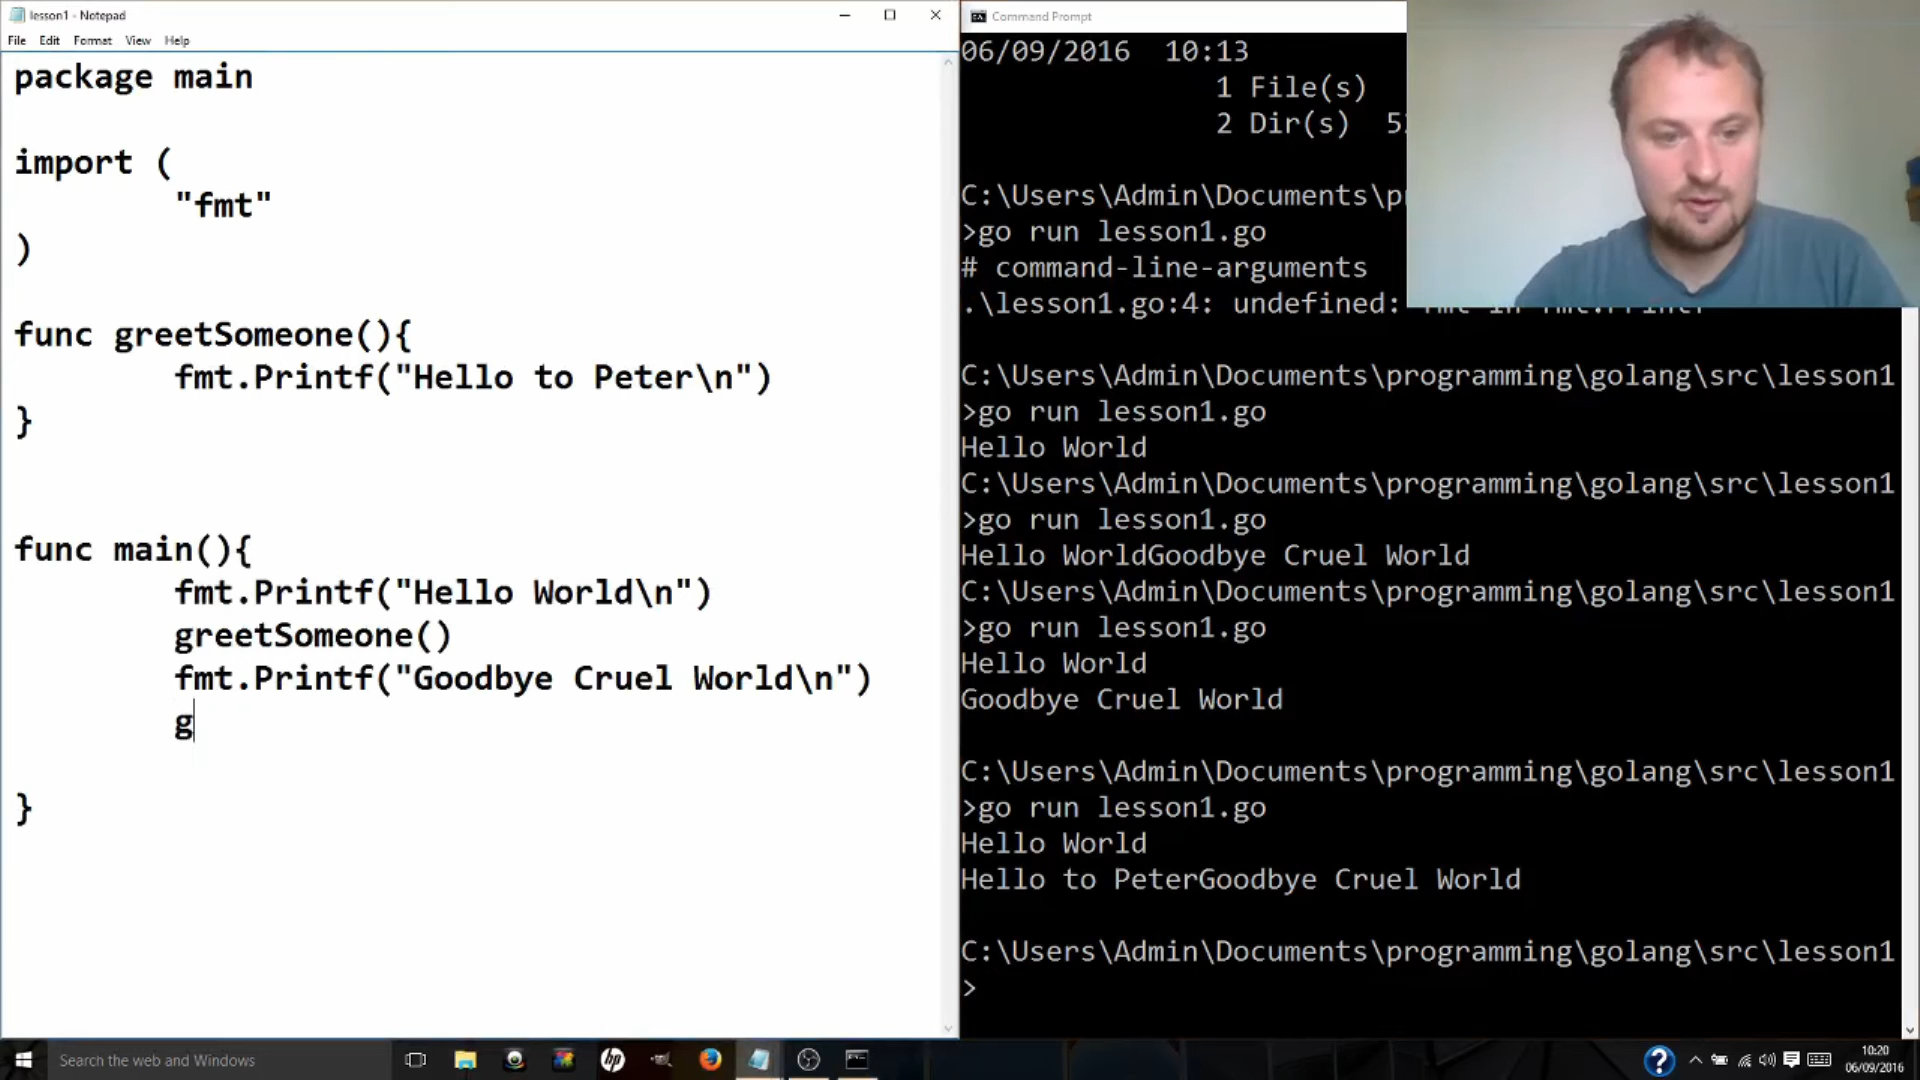 lesson1 - Notepad
File Edit Format View Help
package main
import (
"fmt"
)
func greetSomeone(){
fmt.Printf("Hello to Peter\n")
}
func main(){
fmt.Printf("Hello World\n")
greetSomeone()
fmt.Printf("Goodbye Cruel World\n")
g
}
Command Prompt
06/09/2016 10:13
1 File(s)
2 Dir(s)
C:\Users\Admin\Documents\p
>go run lesson1.go
# command-line-arguments
.\lesson1.go:4: undefined:
C:\Users\Admin\Documents\programming\golang\src\lesson1
>go run lesson1.go
Hello World
C:\Users\Admin\Documents\programming\golang\src\lesson1
>go run lesson1.go
Hello WorldGoodbye Cruel World
C:\Users\Admin\Documents\programming\golang\src\lesson1
>go run lesson1.go
Hello World
Goodbye Cruel World
C:\Users\Admin\Documents\programming\golang\src\lesson1
>go run lesson1.go
Hello World
Hello to PeterGoodbye Cruel World
C:\Users\Admin\Documents\programming\golang\src\lesson1
>
Search the web and Windows
hp
?
10:20
06/09/2016